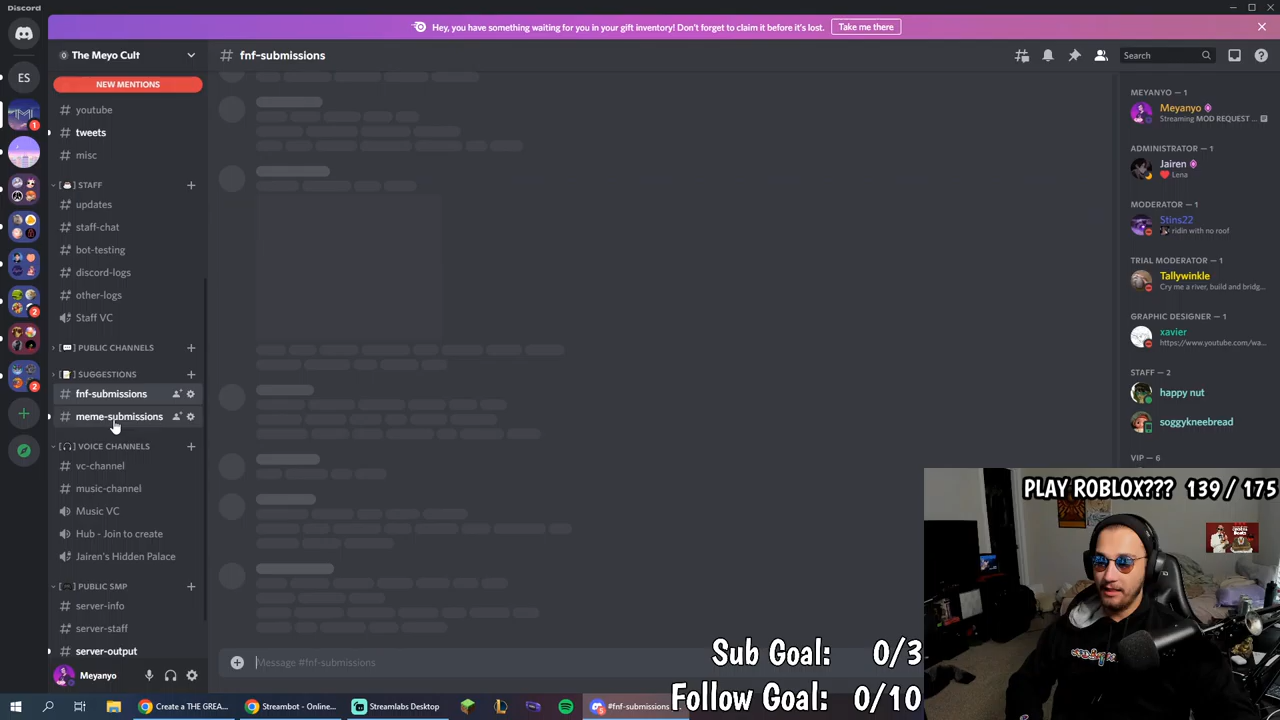 Discord
Hey, you have something waiting for you in your gift inventory! Don't forget to claim it before it's lost.
Take me there
The Meyo Cult
# fnf-submissions
Search
NEW MENTIONS
ES
# youtube
# tweets
# misc
STAFF
# updates
# staff-chat
# bot-testing
# discord-logs
# other-logs
Staff VC
PUBLIC CHANNELS
SUGGESTIONS
# fnf-submissions
# meme-submissions
VOICE CHANNELS
# vc-channel
# music-channel
Music VC
Hub - Join to create
Jairen's Hidden Palace
PUBLIC SMP
# server-info
# server-staff
# server-output
Meyanyo
1
2
2
Message #fnf-submissions
MEYANYO — 1
Meyanyo
Streaming MOD REQUEST ...
ADMINISTRATOR — 1
Jairen
Lena
MODERATOR — 1
5tins22
ridin with no roof
TRIAL MODERATOR — 1
Tallywinkle
Cry me a river, build and bridg...
GRAPHIC DESIGNER — 1
xavier
https://www.youtube.com/wa...
STAFF — 2
happy nut
soggykneebread
VIP — 6
PLAY ROBLOX??? 139 / 175
Sub Goal: 0/3
Follow Goal: 0/10
Create a THE GREA...
Streambot - Online...
Streamlabs Desktop
#fnf-submissions